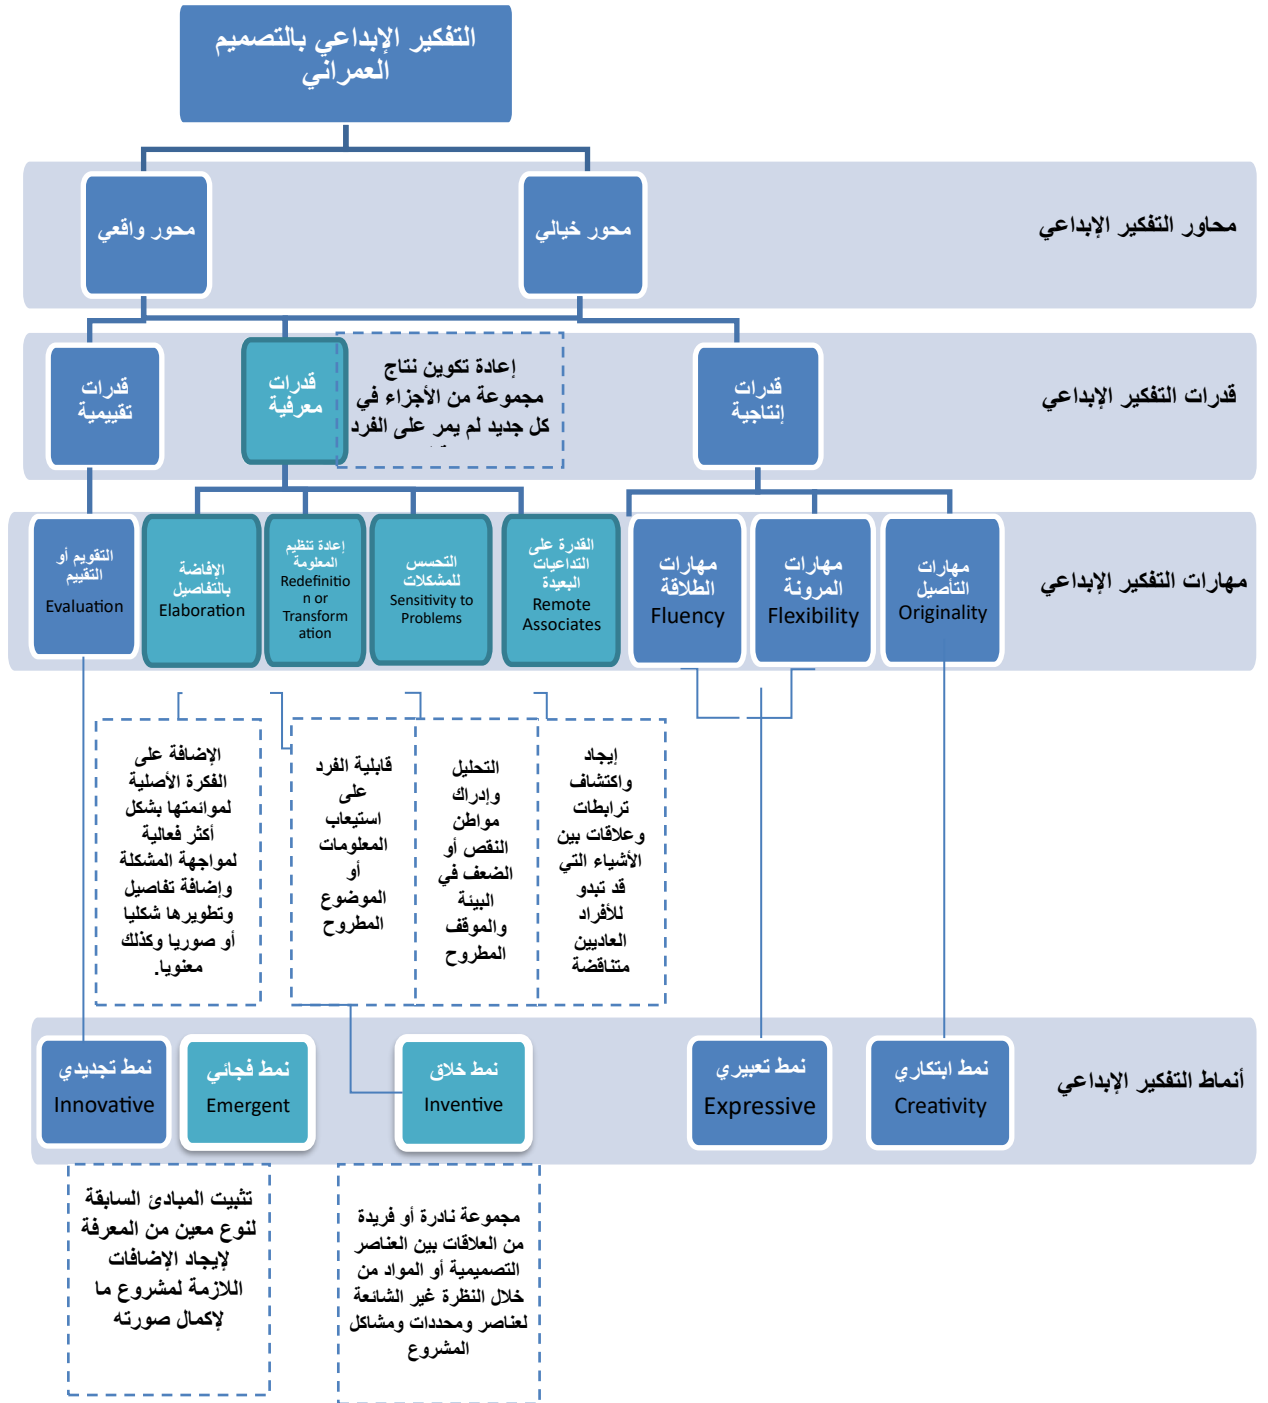 التفكير الإبداعي بالتصميم
العمراني
محاور التفكير الإبداعي
محور خيالي
محور واقعي
قدرات التفكير الإبداعي
قدرات
إنتاجية
إعادة تكوين نتاج
مجموعة من الأجزاء في
كل جديد لم يمر على الفرد
قدرات
معرفية
قدرات
تقييمية
مهارات التفكير الإبداعي
مهارات
التأصيل
Originality
مهارات
المرونة
Flexibility
مهارات
الطلاقة
Fluency
القدرة على
التداعيات
البعيدة
Remote
Associates
التحسس
للمشكلات
Sensitivity to
Problems
إعادة تنظيم
المعلومة
Redefinitio
n or
Transform
ation
الإفاضة
بالتفاصيل
Elaboration
التقويم أو
التقييم
Evaluation
إيجاد
واكتشاف
ترابطات
وعلاقات بين
الأشياء التي
قد تبدو
للأفراد
العاديين
متناقضة
التحليل
وإدراك
مواطن
النقص أو
الضعف في
البيئة
والموقف
المطروح
قابلية الفرد
على
استيعاب
المعلومات
أو
الموضوع
المطروح
الإضافة على
الفكرة الأصلية
لموائمتها بشكل
أكثر فعالية
لمواجهة المشكلة
وإضافة تفاصيل
وتطويرها شكليا
أو صوريا وكذلك
معنويا.
أنماط التفكير الإبداعي
نمط ابتكاري
Creativity
نمط تعبيري
Expressive
نمط خلاق
Inventive
نمط فجائي
Emergent
نمط تجديدي
Innovative
مجموعة نادرة أو فريدة
من العلاقات بين العناصر
التصميمية أو المواد من
خلال النظرة غير الشائعة
لعناصر ومحددات ومشاكل
المشروع
تثبيت المبادئ السابقة
لنوع معين من المعرفة
لإيجاد الإضافات
اللازمة لمشروع ما
لإكمال صورته